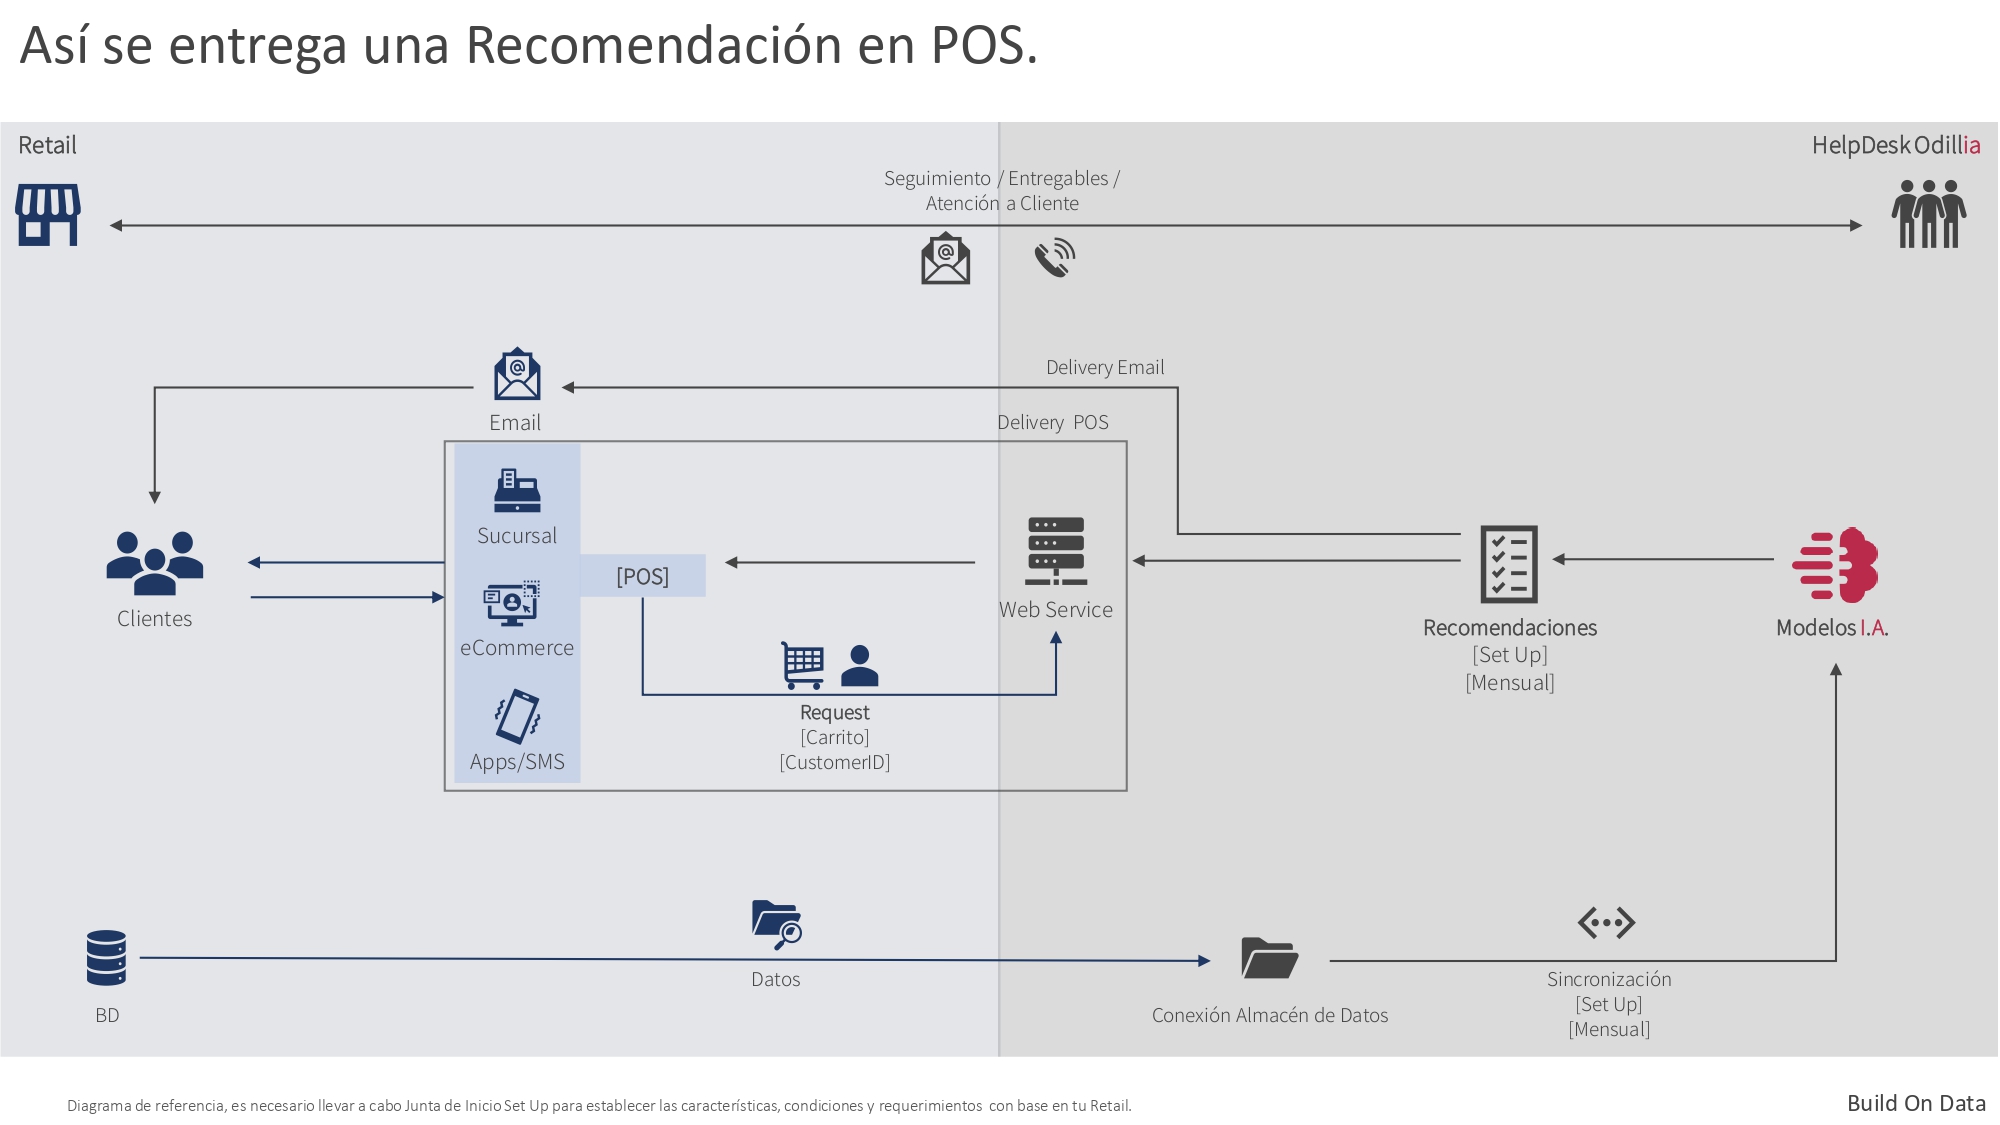 Así se entrega una Recomendación en POS.
Retail
HelpDesk Odillia
Seguimiento / Entregables /
Atención a Cliente
Delivery Email
Email
Delivery POS
Sucursal
[POS]
eCommerce
Apps/SMS
Clientes
Web Service
Request
[Carrito]
[CustomerID]
Recomendaciones
[Set Up]
[Mensual]
Modelos I.A.
BD
Datos
Conexión Almacén de Datos
Sincronización
[Set Up]
[Mensual]
Diagrama de referencia, es necesario llevar a cabo Junta de Inicio Set Up para establecer las características, condiciones y requerimientos con base en tu Retail.
Build On Data